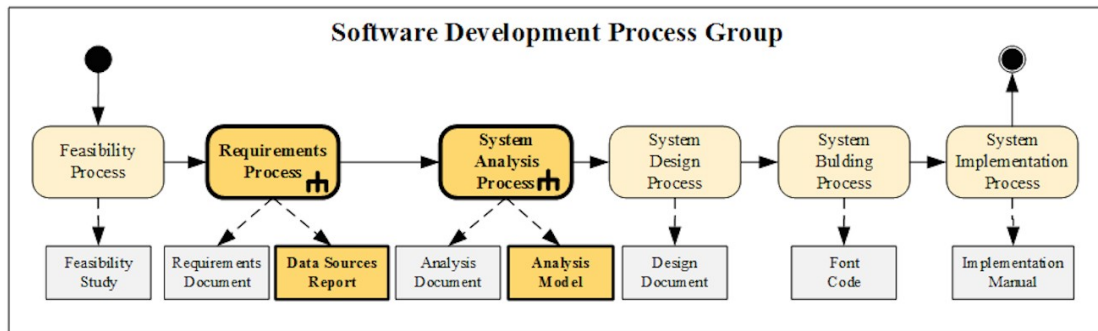 Software Development Process Group
Feasibility
Process
Requirements
Process
System
Analysis
Process
System
Design
Process
System
Bulding
Process
System
Implementation
Process
Feasibility
Study
Requirements
Document
Data Sources
Report
Analysis
Document
Analysis
Model
Design
Document
Font
Code
Implementation
Manual